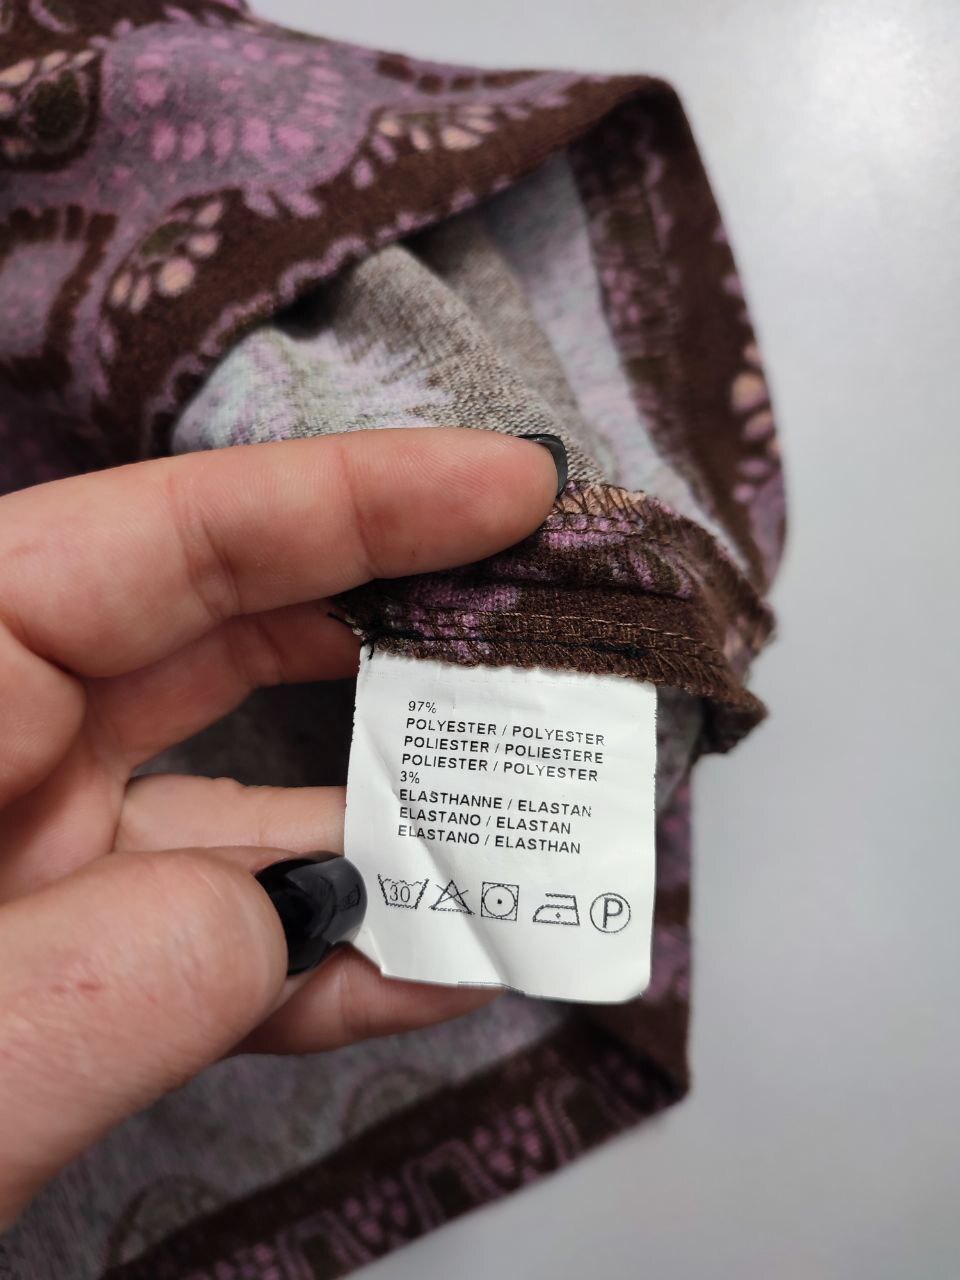 97%
POLYESTER / POLYESTER
POLIESTER / POLIESTERE
POLIESTER / POLYESTER
3%
ELASTHANNE / ELASTAN
ELASTANO / ELASTAN
ELASTANO / ELASTHAN
30 P